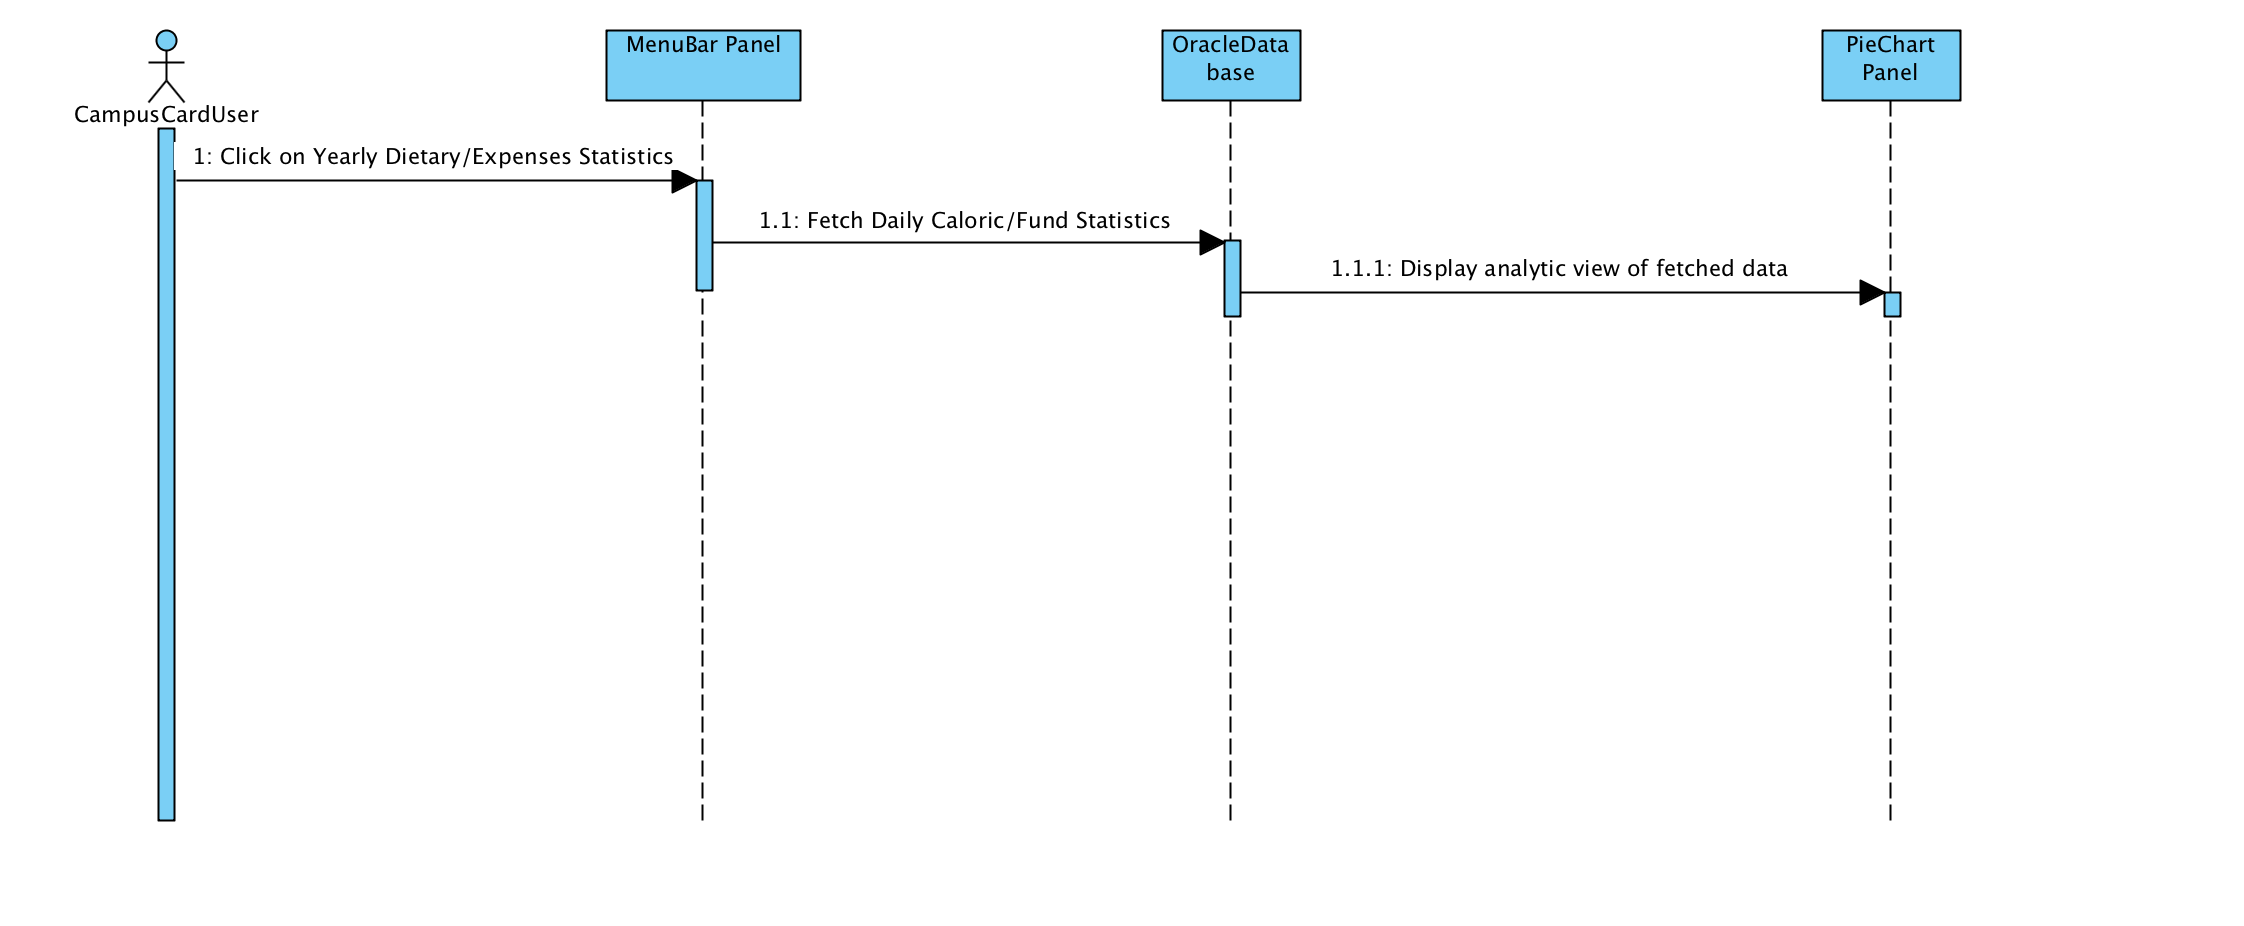 CampusCardUser
MenuBar Panel
OracleData
base
PieChart
Panel
1: Click on Yearly Dietary/Expenses Statistics
1.1: Fetch Daily Caloric/Fund Statistics
1.1.1: Display analytic view of fetched data